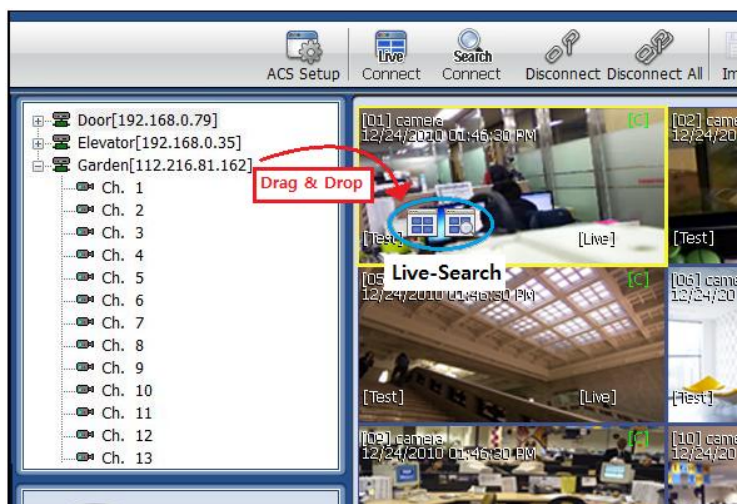 ACS Setup
Live
Connect
Search
Connect
Disconnect
Disconnect All
Door[192.168.0.79]
Elevator[192.168.0.35]
Garden[112.216.81.162]
Ch. 1
Ch. 2
Ch. 3
Ch. 4
Ch. 5
Ch. 6
Ch. 7
Ch. 8
Ch. 9
Ch. 10
Ch. 11
Ch. 12
Ch. 13
Drag & Drop
[01] camera [C]
12/24/2010 01:46:30 PM
[Test] [Live]
Live-Search
[02] cam
12/24/20
[Test]
[05 [C]
12/24/2010 01:46:30 PM
[Test] [Live]
[06] came
12/24/20
[Test]
[09] camera [C]
12/24/2010 01:46:30 PM
[10] came
12/24/20